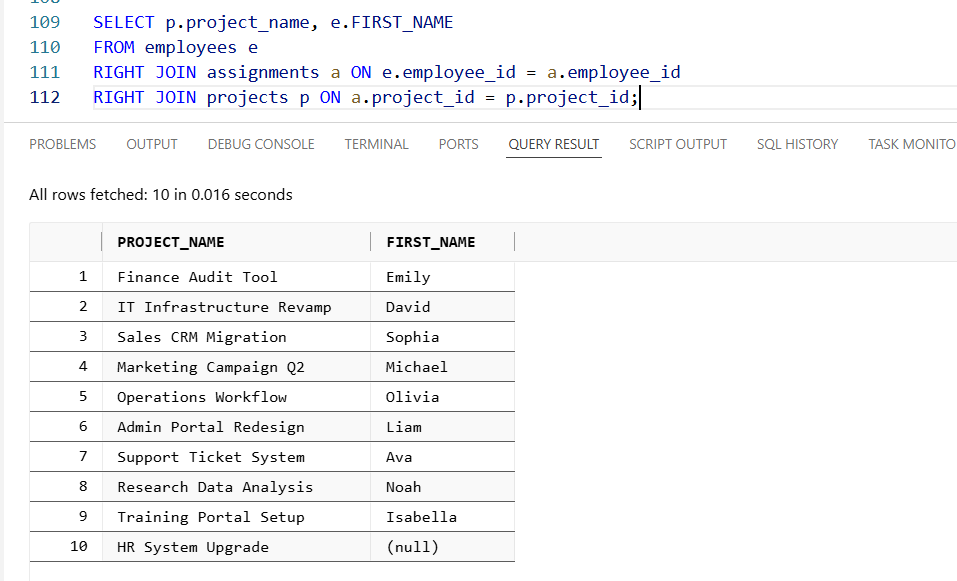 109 SELECT p.project_name, e.FIRST_NAME
110 FROM employees e
111 RIGHT JOIN assignments a ON e.employee_id = a.employee_id
112 RIGHT JOIN projects p ON a.project_id = p.project_id;
PROBLEMS OUTPUT DEBUG CONSOLE TERMINAL PORTS QUERY RESULT SCRIPT OUTPUT SQL HISTORY TASK MONITO
All rows fetched: 10 in 0.016 seconds
PROJECT_NAME FIRST_NAME
1 Finance Audit Tool Emily
2 IT Infrastructure Revamp David
3 Sales CRM Migration Sophia
4 Marketing Campaign Q2 Michael
5 Operations Workflow Olivia
6 Admin Portal Redesign Liam
7 Support Ticket System Ava
8 Research Data Analysis Noah
9 Training Portal Setup Isabella
10 HR System Upgrade (null)